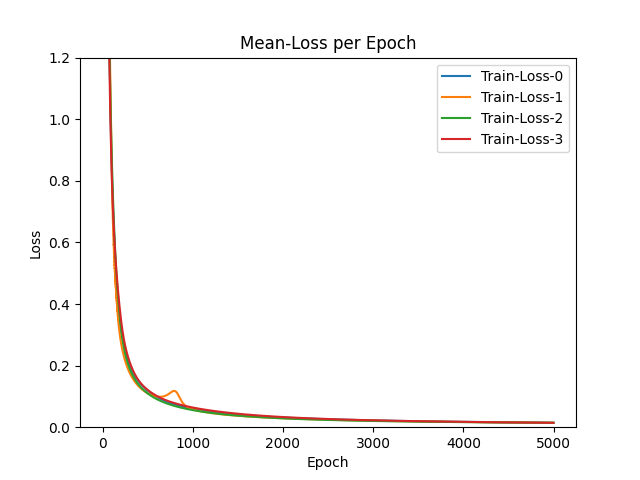 Mean-Loss per Epoch
1.2
1.0
0.8
0.6
0.4
0.2
0.0
Loss
Train-Loss-0
Train-Loss-1
Train-Loss-2
Train-Loss-3
0 1000 2000 3000 4000 5000
Epoch